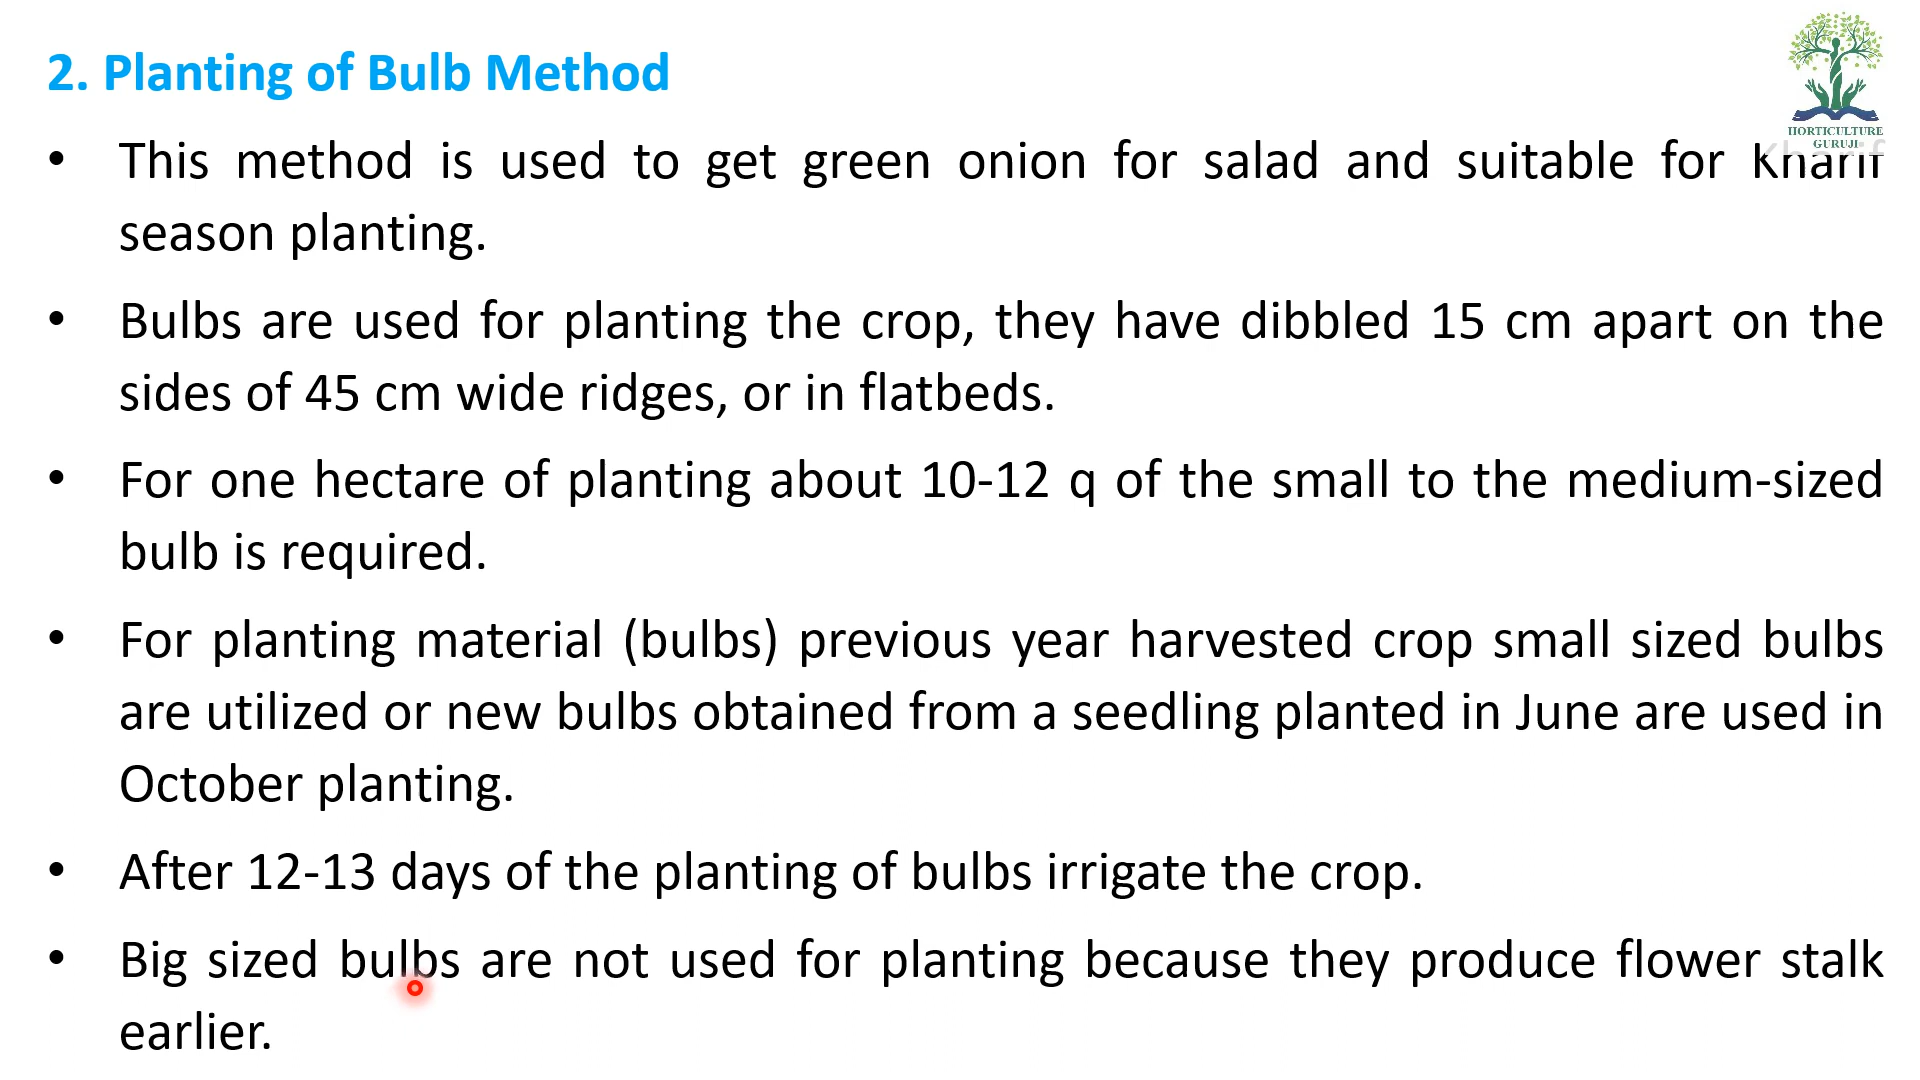 2. Planting of Bulb Method
HORTICULTURE
GURUJI
• This method is used to get green onion for salad and suitable for Kharif
season planting.
• Bulbs are used for planting the crop, they have dibbled 15 cm apart on the
sides of 45 cm wide ridges, or in flatbeds.
• For one hectare of planting about 10-12 q of the small to the medium-sized
bulb is required.
• For planting material (bulbs) previous year harvested crop small sized bulbs
are utilized or new bulbs obtained from a seedling planted in June are used in
October planting.
• After 12-13 days of the planting of bulbs irrigate the crop.
• Big sized bulbs are not used for planting because they produce flower stalk
earlier.